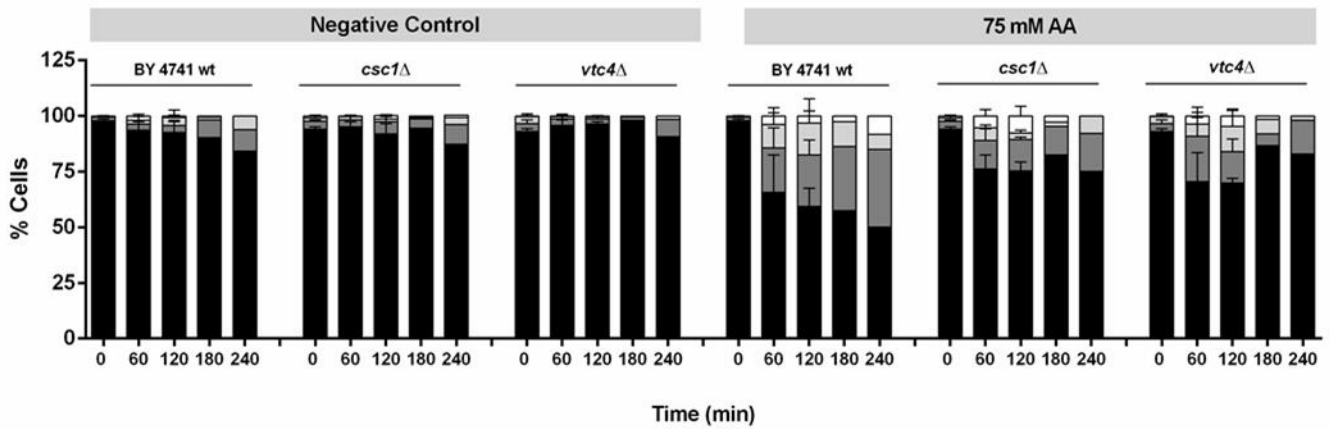 Negative Control 75 mM AA
BY 4741 wt csc1Δ vtc4Δ BY 4741 wt csc1Δ vtc4Δ
125
100
75
50
25
0
% Cells
0 60 120 180 240 0 60 120 180 240 0 60 120 180 240 0 60 120 180 240 0 60 120 180 240 0 60 120 180 240
Time (min)